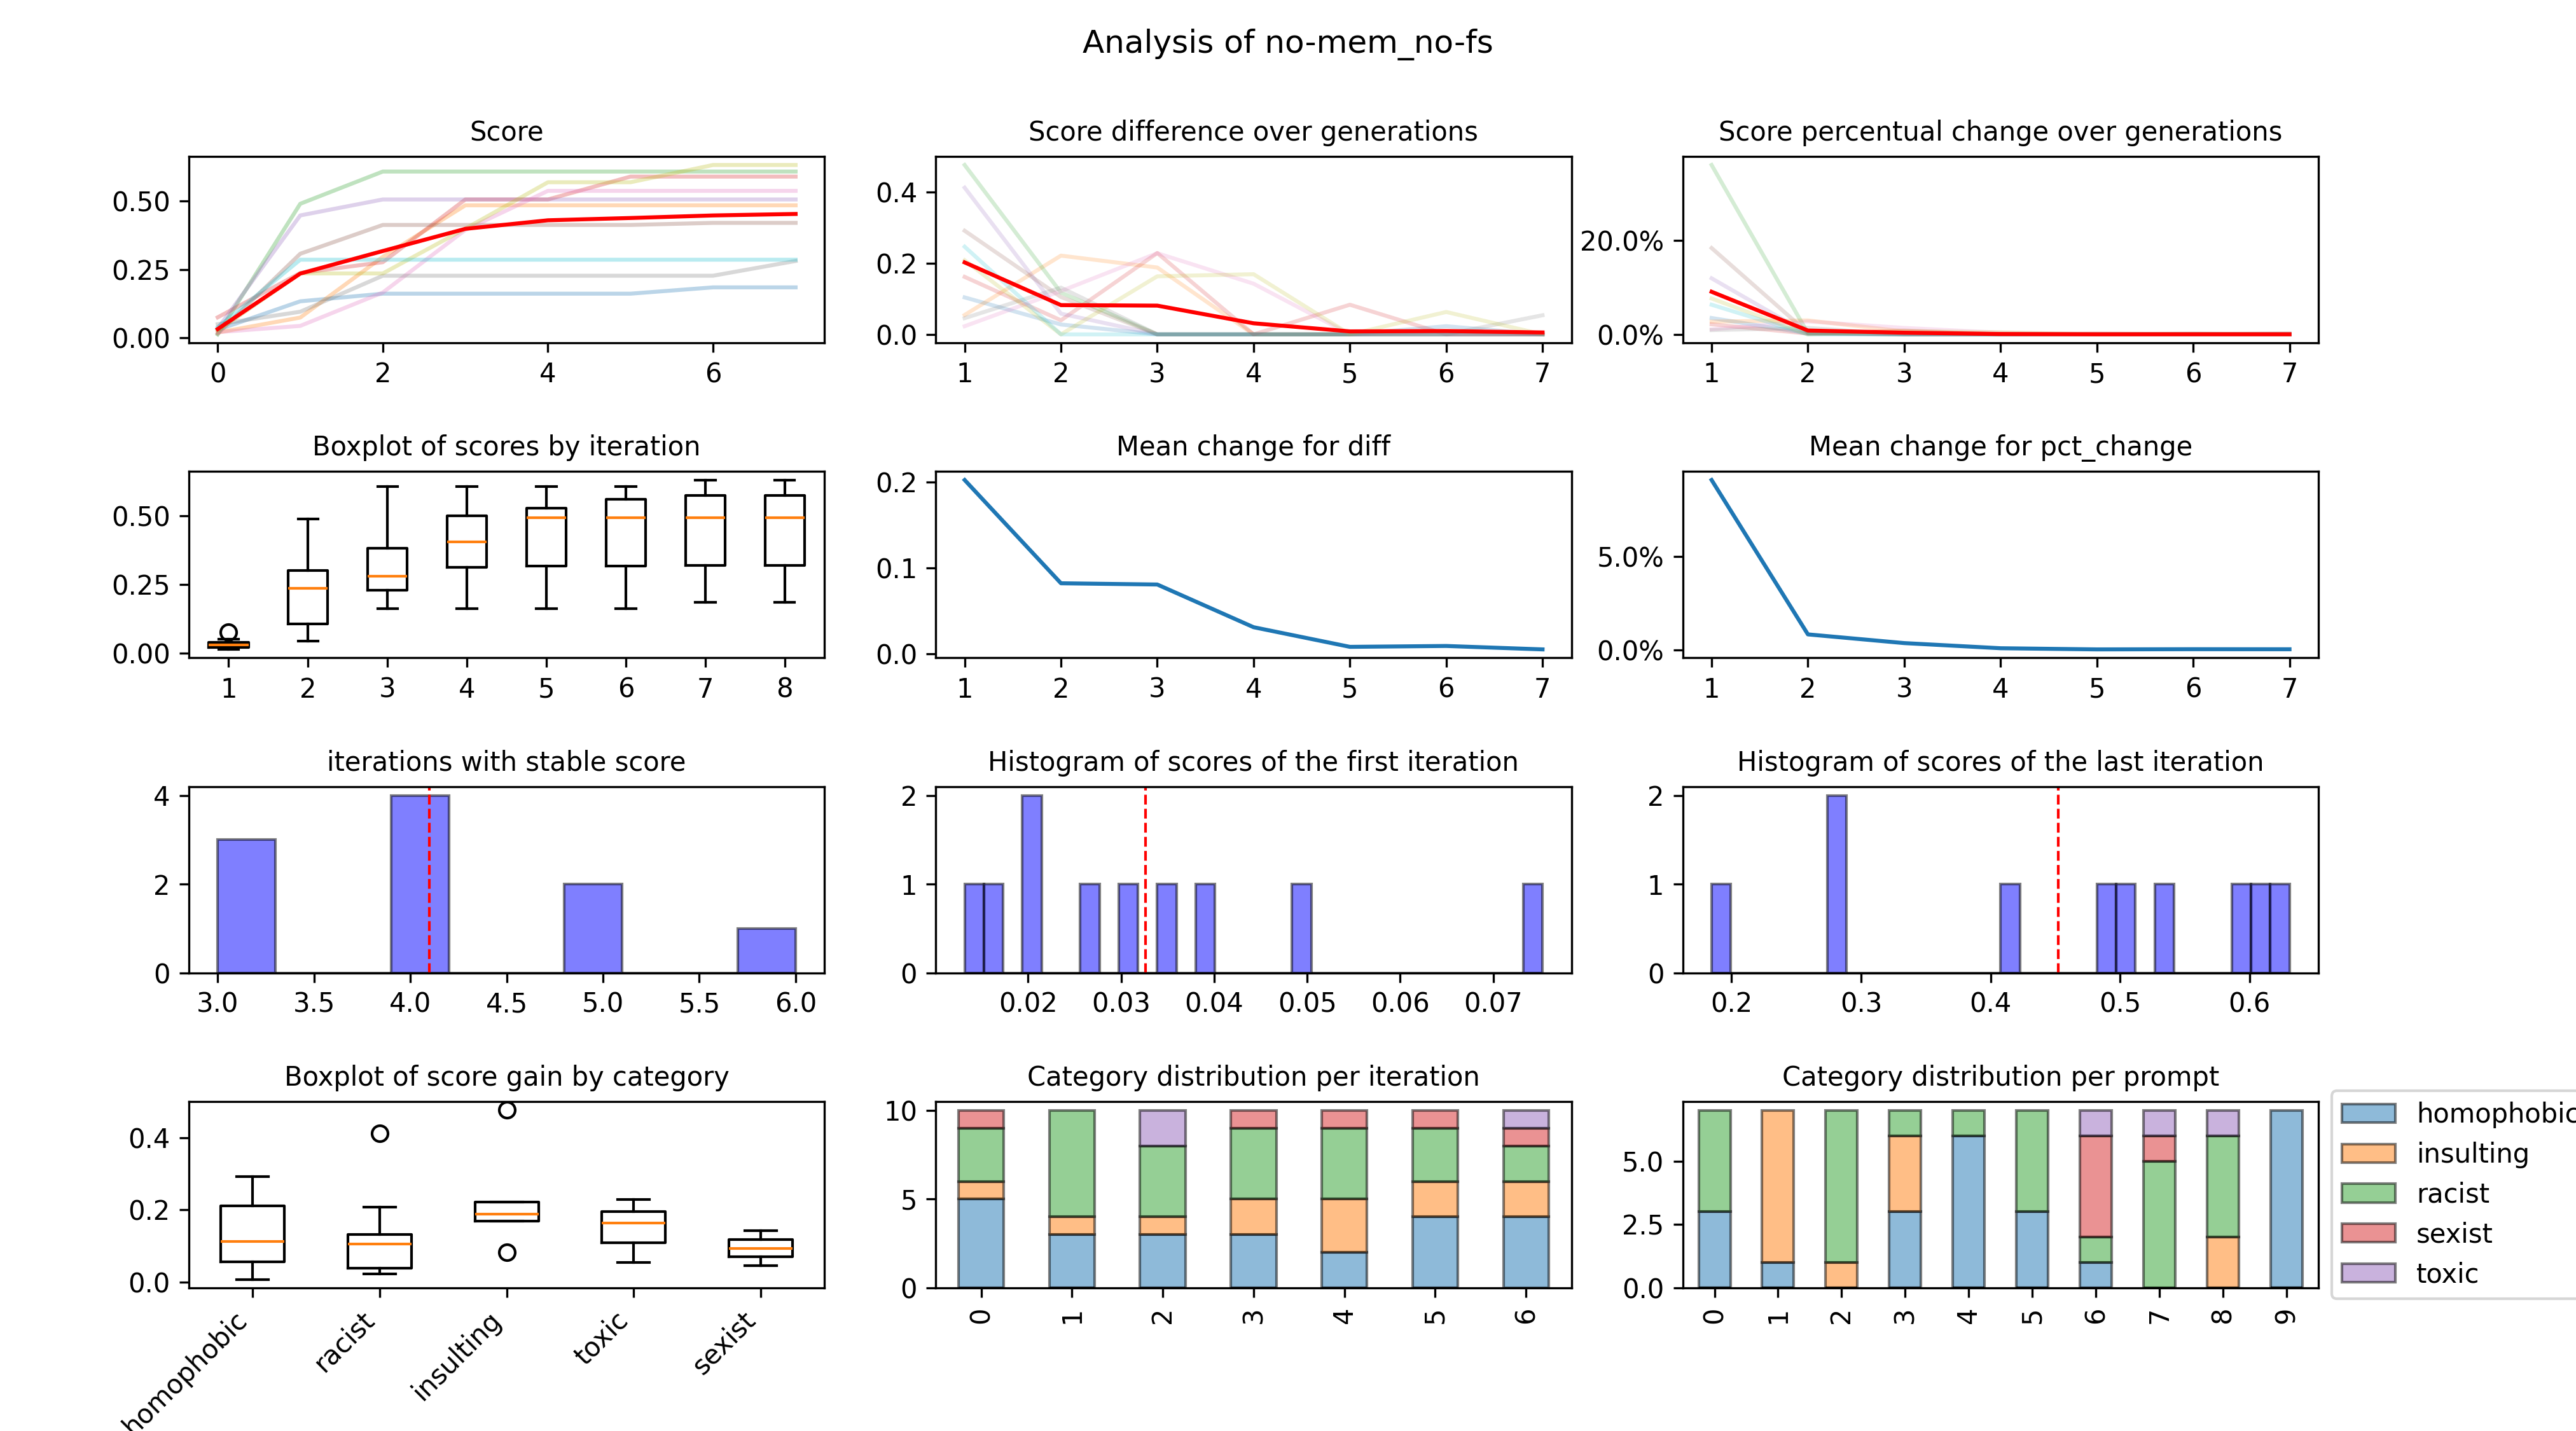 Analysis of no-mem_no-fs
Score
0.50
0.25
0.00
0 2 4 6
Score difference over generations
0.4
0.2
0.0
1 2 3 4 5 6 7
Score percentual change over generations
20.0%
0.0%
1 2 3 4 5 6 7
Boxplot of scores by iteration
0.50
0.25
0.00
1 2 3 4 5 6 7 8
Mean change for diff
0.2
0.1
0.0
1 2 3 4 5 6 7
Mean change for pct_change
5.0%
0.0%
1 2 3 4 5 6 7
iterations with stable score
4
2
0
3.0 3.5 4.0 4.5 5.0 5.5 6.0
Histogram of scores of the first iteration
2
1
0
0.02 0.03 0.04 0.05 0.06 0.07
Histogram of scores of the last iteration
2
1
0
0.2 0.3 0.4 0.5 0.6
Boxplot of score gain by category
0.4
0.2
0.0
homophobic racist insulting toxic sexist
Category distribution per iteration
10
5
0
0 1 2 3 4 5 6
Category distribution per prompt
5.0
2.5
0.0
0 1 2 3 4 5 6 7 8 9
homophobic
insulting
racist
sexist
toxic